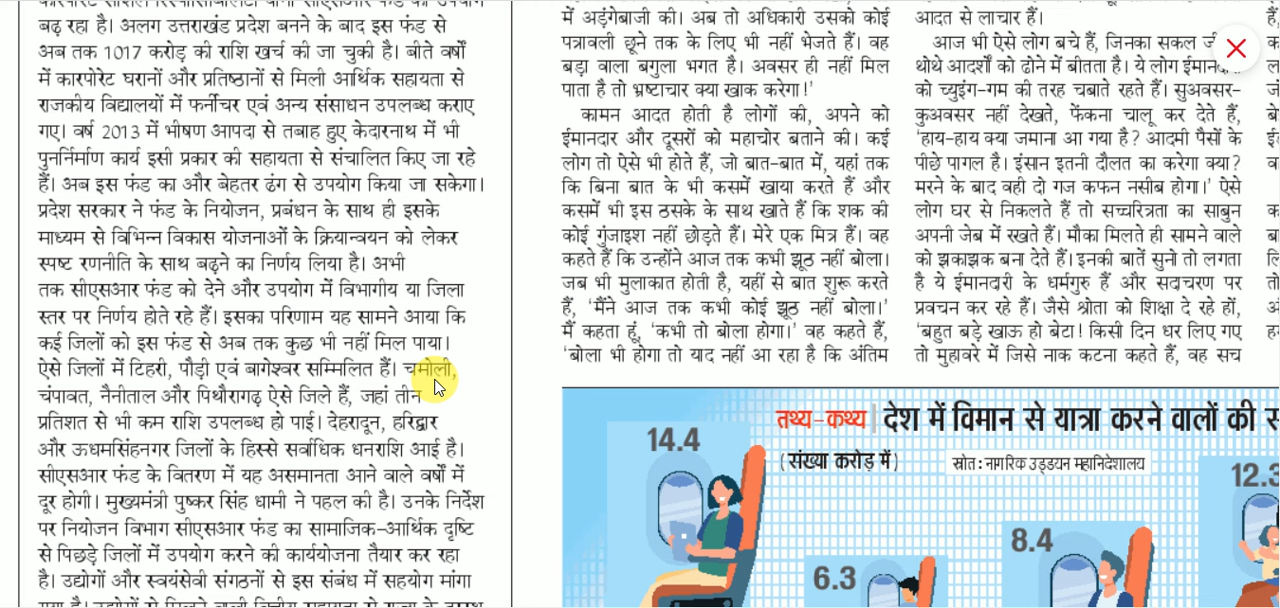 बढ़ रहा है। अलग उत्तराखंड प्रदेश बनने के बाद इस फंड से
अब तक 1017 करोड़ की राशि खर्च की जा चुकी है। बीते वर्षों
में कारपोरेट घरानों और प्रतिष्ठानों से मिली आर्थिक सहायता से
राजकीय विद्यालयों में फर्नीचर एवं अन्य संसाधन उपलब्ध कराए
गए। वर्ष 2013 में भीषण आपदा से तबाह हुए केदारनाथ में भी
पुनर्निर्माण कार्य इसी प्रकार की सहायता से संचालित किए जा रहे
हैं। अब इस फंड का और बेहतर ढंग से उपयोग किया जा सकेगा।
प्रदेश सरकार ने फंड के नियोजन, प्रबंधन के साथ ही इसके
माध्यम से विभिन्न विकास योजनाओं के क्रियान्वयन को लेकर
स्पष्ट रणनीति के साथ बढ़ने का निर्णय लिया है। अभी
तक सीएसआर फंड को देने और उपयोग में विभागीय या जिला
स्तर पर निर्णय होते रहे हैं। इसका परिणाम यह सामने आया कि
कई जिलों को इस फंड से अब तक कुछ भी नहीं मिल पाया।
ऐसे जिलों में टिहरी, पौड़ी एवं बागेश्वर सम्मिलित हैं। चमोली,
चंपावत, नैनीताल और पिथौरागढ़ ऐसे जिले हैं, जहां तीन
प्रतिशत से भी कम राशि उपलब्ध हो पाई। देहरादून, हरिद्वार
और ऊधमसिंहनगर जिलों के हिस्से सर्वाधिक धनराशि आई है।
सीएसआर फंड के वितरण में यह असमानता आने वाले वर्षों में
दूर होगी। मुख्यमंत्री पुष्कर सिंह धामी ने पहल की है। उनके निर्देश
पर नियोजन विभाग सीएसआर फंड का सामाजिक-आर्थिक दृष्टि
से पिछड़े जिलों में उपयोग करने की कार्ययोजना तैयार कर रहा
है। उद्योगों और स्वयंसेवी संगठनों से इस संबंध में सहयोग मांगा
में अड़ंगेबाजी की। अब तो अधिकारी उसको कोई
पत्रावली छूने तक के लिए भी नहीं भेजते हैं। वह
बड़ा वाला बगुला भगत है। अवसर ही नहीं मिल
पाता है तो भ्रष्टाचार क्या खाक करेगा!'
कामन आदत होती है लोगों की, अपने को
ईमानदार और दूसरों को महाचोर बताने की। कई
लोग तो ऐसे भी होते हैं, जो बात-बात में, यहां तक
कि बिना बात के भी कसमें खाया करते हैं और
कसमें भी इस ठसके के साथ खाते हैं कि शक की
कोई गुंजाइश नहीं छोड़ते हैं। मेरे एक मित्र हैं। वह
कहते हैं कि उन्होंने आज तक कभी झूठ नहीं बोला।
जब भी मुलाकात होती है, यहीं से बात शुरू करते
हैं, 'मैंने आज तक कभी कोई झूठ नहीं बोला।'
मैं कहता हूं, 'कभी तो बोला होगा।' वह कहते हैं,
'बोला भी होगा तो याद नहीं आ रहा है कि अंतिम
आदत से लाचार हैं।
आज भी ऐसे लोग बचे हैं, जिनका सकल
थोथे आदर्शों को ढोने में बीतता है। ये लोग
को च्युइंग-गम की तरह चबाते रहते हैं। सुअवसर-
कुअवसर नहीं देखते, फेंकना चालू कर देते हैं,
'हाय-हाय क्या जमाना आ गया है? आदमी पैसों के
पीछे पागल है। इंसान इतनी दौलत का करेगा क्या?
मरने के बाद वही दो गज कफन नसीब होगा।' ऐसे
लोग घर से निकलते हैं तो सच्चरित्रता का साबुन
अपनी जेब में रखते हैं। मौका मिलते ही सामने वाले
को झकाझक बना देते हैं। इनकी बातें सुनो तो लगता
है ये ईमानदारी के धर्मगुरु हैं और सदाचरण पर
प्रवचन कर रहे हैं। जैसे श्रोता को शिक्षा दे रहे हों,
'बहुत बड़े खाऊ हो बेटा! किसी दिन धर लिए गए
तो मुहावरे में जिसे नाक कटना कहते हैं, वह सच
तथ्य-कथ्य | देश में विमान से यात्रा करने वालों की
(संख्या करोड़ में) स्रोत: नागरिक उड्डयन महानिदेशालय
14.4
6.3
8.4
12.3